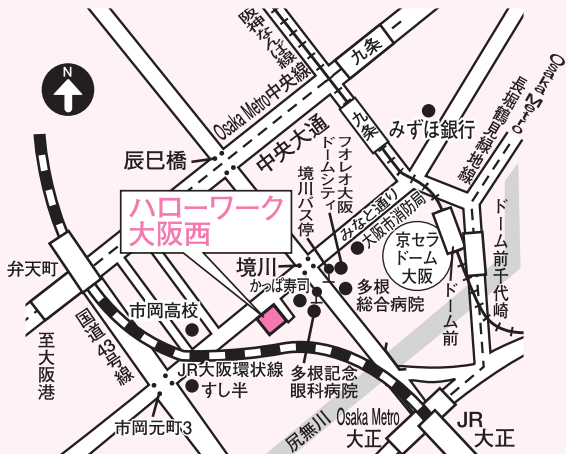 阪神なんば線
九条
Osaka Metro中央線
N
九条
みずほ銀行
Osaka Metro
長堀鶴見緑地線
中央大通
辰巳橋
フォレオ大阪
ドームシティ
境川バス停
みなと通り
大阪市消防局
ハローワーク
大阪西
京セラ
ドーム
大阪
ドーム前千代崎
弁天町
境川
かっぱ寿司
多根
総合病院
ドーム前
市岡高校
国道43号線
至大阪港
JR大阪環状線
すし半
多根記念
眼科病院
市岡元町3
尻無川
Osaka Metro
大正
JR
大正